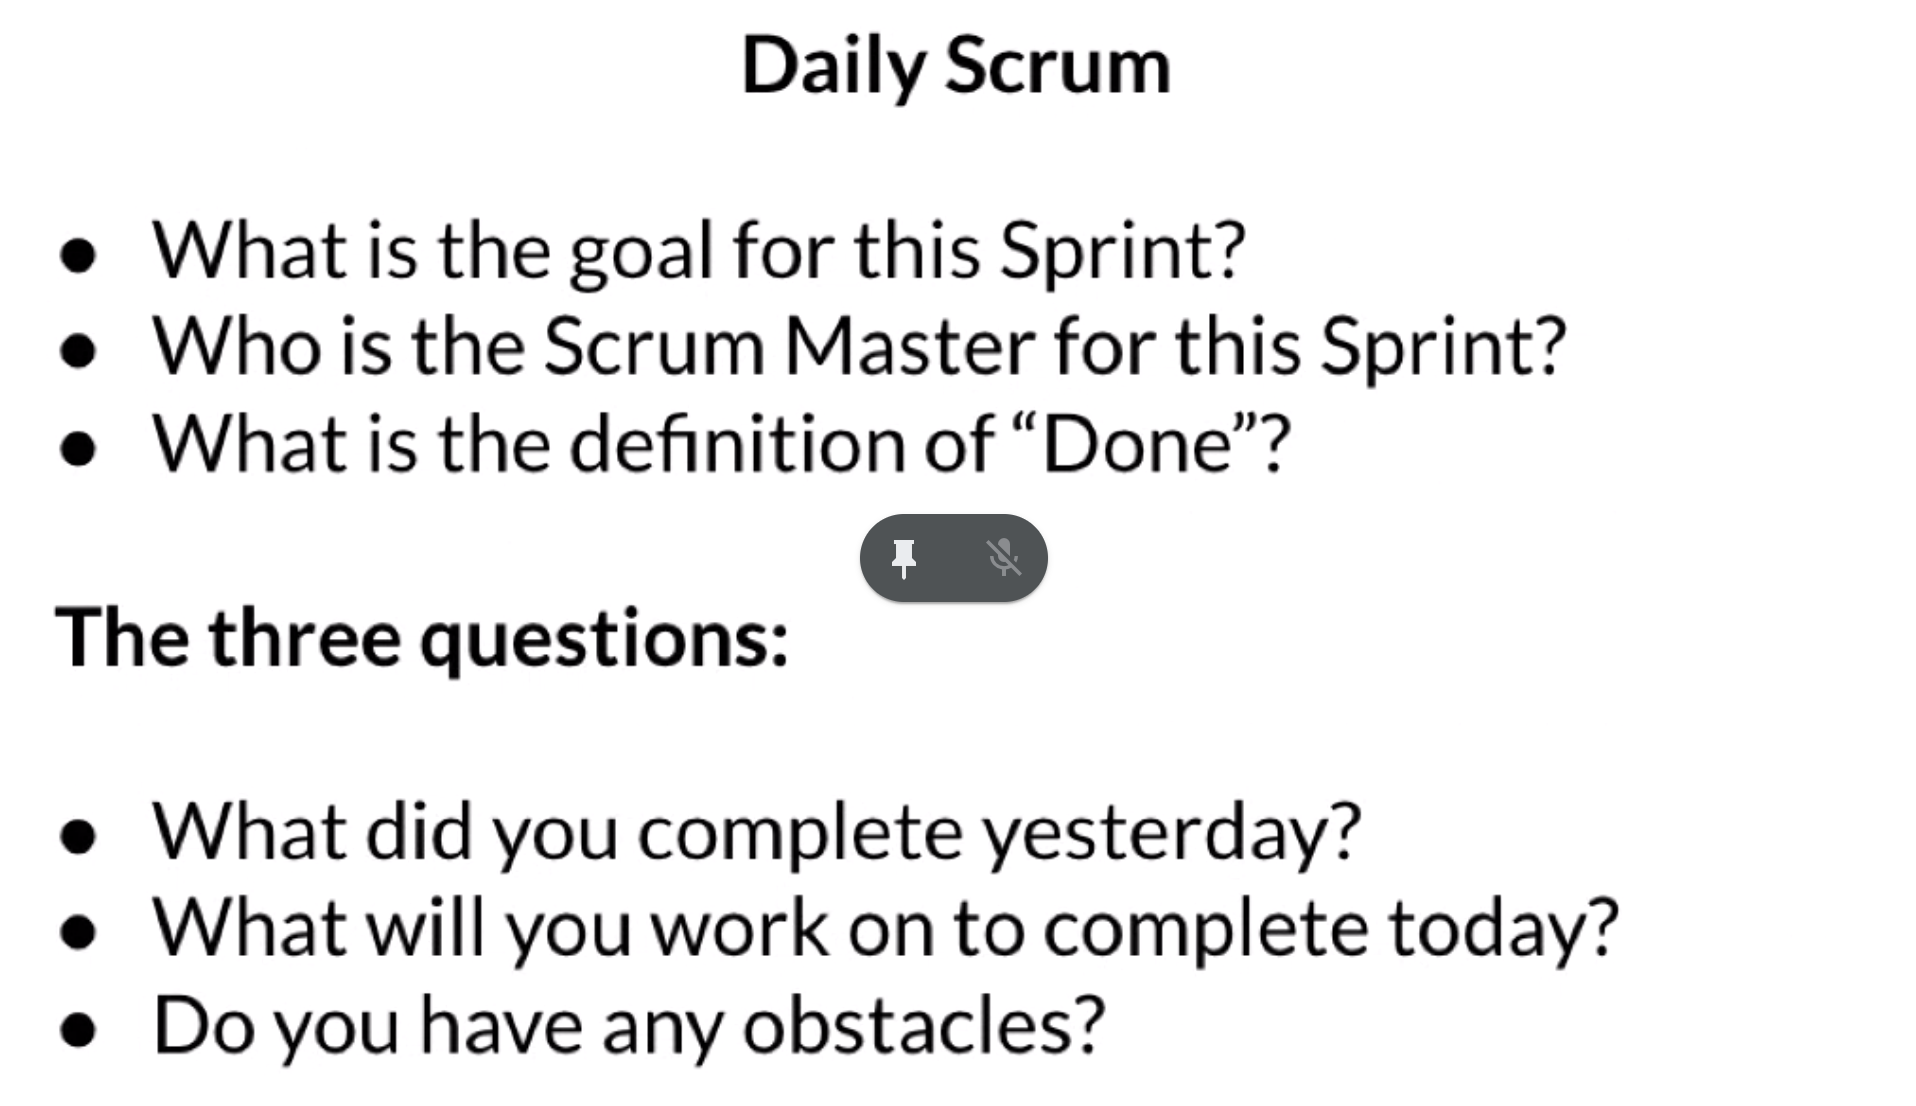 Daily Scrum
● What is the goal for this Sprint?
● Who is the Scrum Master for this Sprint?
● What is the definition of “Done”?
The three questions:
● What did you complete yesterday?
● What will you work on to complete today?
● Do you have any obstacles?